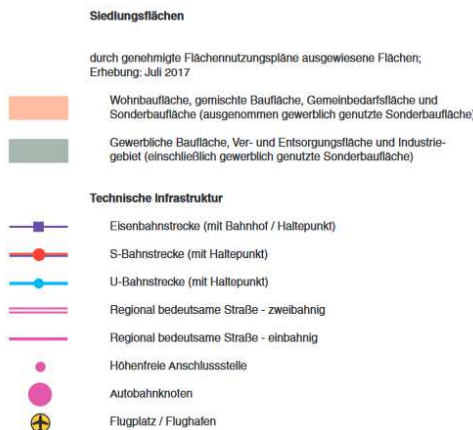 Siedlungsflächen
durch genehmigte Flächennutzungspläne ausgewiesene Flächen;
Erhebung: Juli 2017
Wohnbaufläche, gemischte Baufläche, Gemeinbedarfsfläche und
Sonderbaufläche (ausgenommen gewerblich genutzte Sonderbaufläche)
Gewerbliche Baufläche, Ver- und Entsorgungsfläche und Industrie-
gebiet (einschließlich gewerblich genutzte Sonderbaufläche)
Technische Infrastruktur
Eisenbahnstrecke (mit Bahnhof / Haltepunkt)
S-Bahnstrecke (mit Haltepunkt)
U-Bahnstrecke (mit Haltepunkt)
Regional bedeutsame Straße - zweibahnig
Regional bedeutsame Straße - einbahnig
Höhenfreie Anschlussstelle
Autobahnknoten
Flugplatz / Flughafen